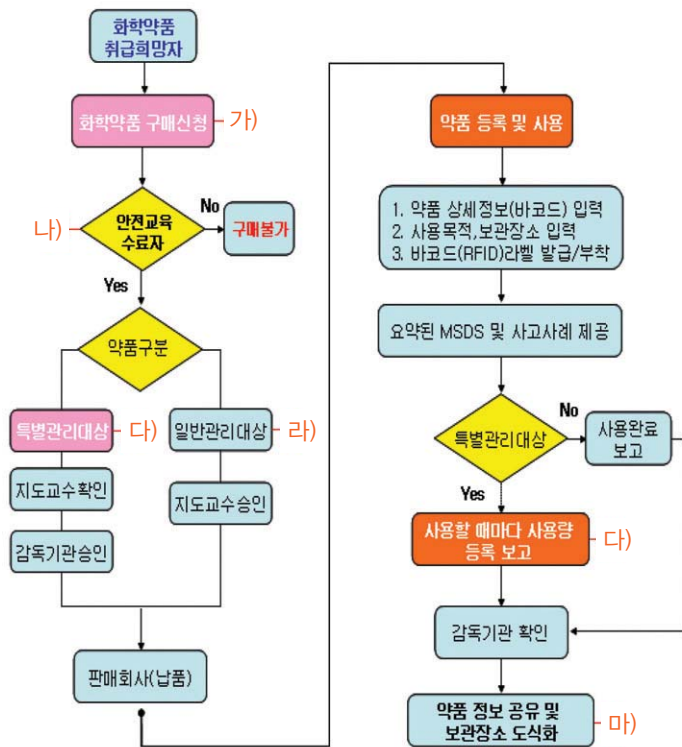 화학약품
취급희망자
화학약품 구매신청
가)
나)
안전교육
수료자
No
구매불가
Yes
약품구분
특별관리대상
다)
일반관리대상
라)
지도교수확인
지도교수승인
감독기관승인
판매회사(납품)
약품 등록 및 사용
1. 약품 상세정보(바코드) 입력
2. 사용목적,보관장소 입력
3. 바코드(RFID)라벨 발급/부착
요약된 MSDS 및 사고사례 제공
특별관리대상
No
사용완료
보고
Yes
사용할 때마다 사용량
등록 보고
다)
감독기관 확인
약품 정보 공유 및
보관장소 도식화
마)